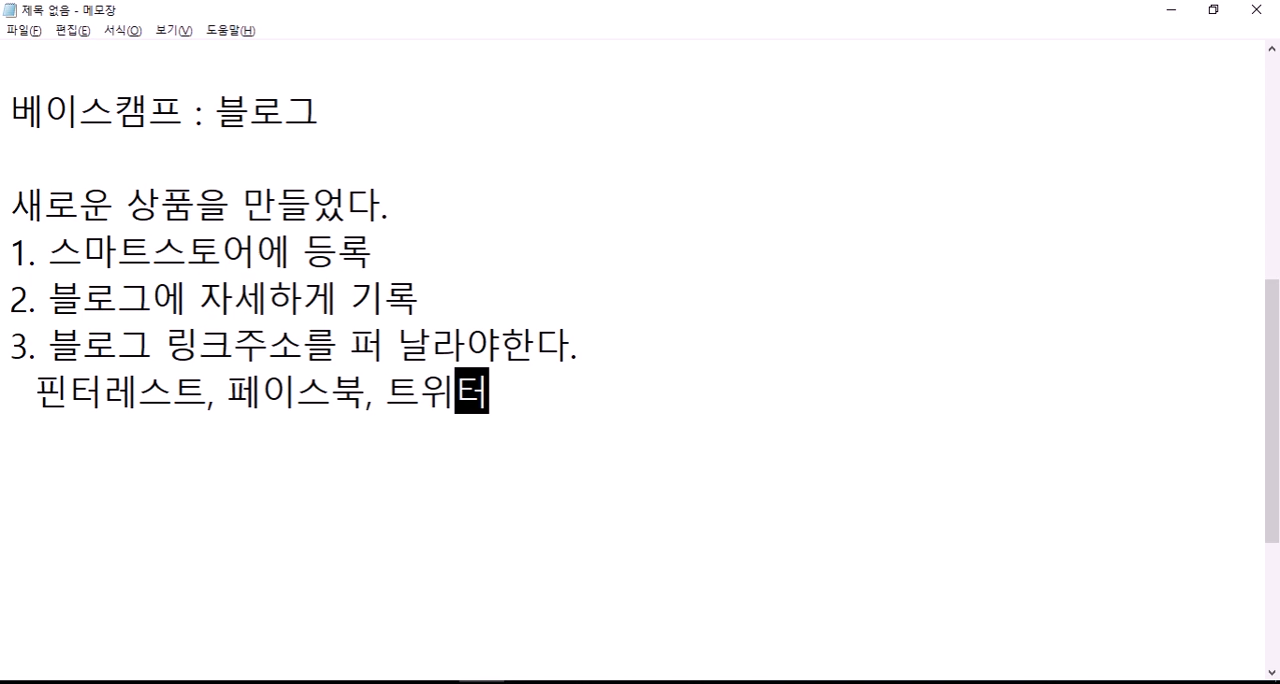 제목 없음 - 메모장
파일(F) 편집(E) 서식(O) 보기(V) 도움말(H)
베이스캠프 : 블로그
새로운 상품을 만들었다.
1. 스마트스토어에 등록
2. 블로그에 자세하게 기록
3. 블로그 링크주소를 퍼 날라야한다.
핀터레스트, 페이스북, 트위터